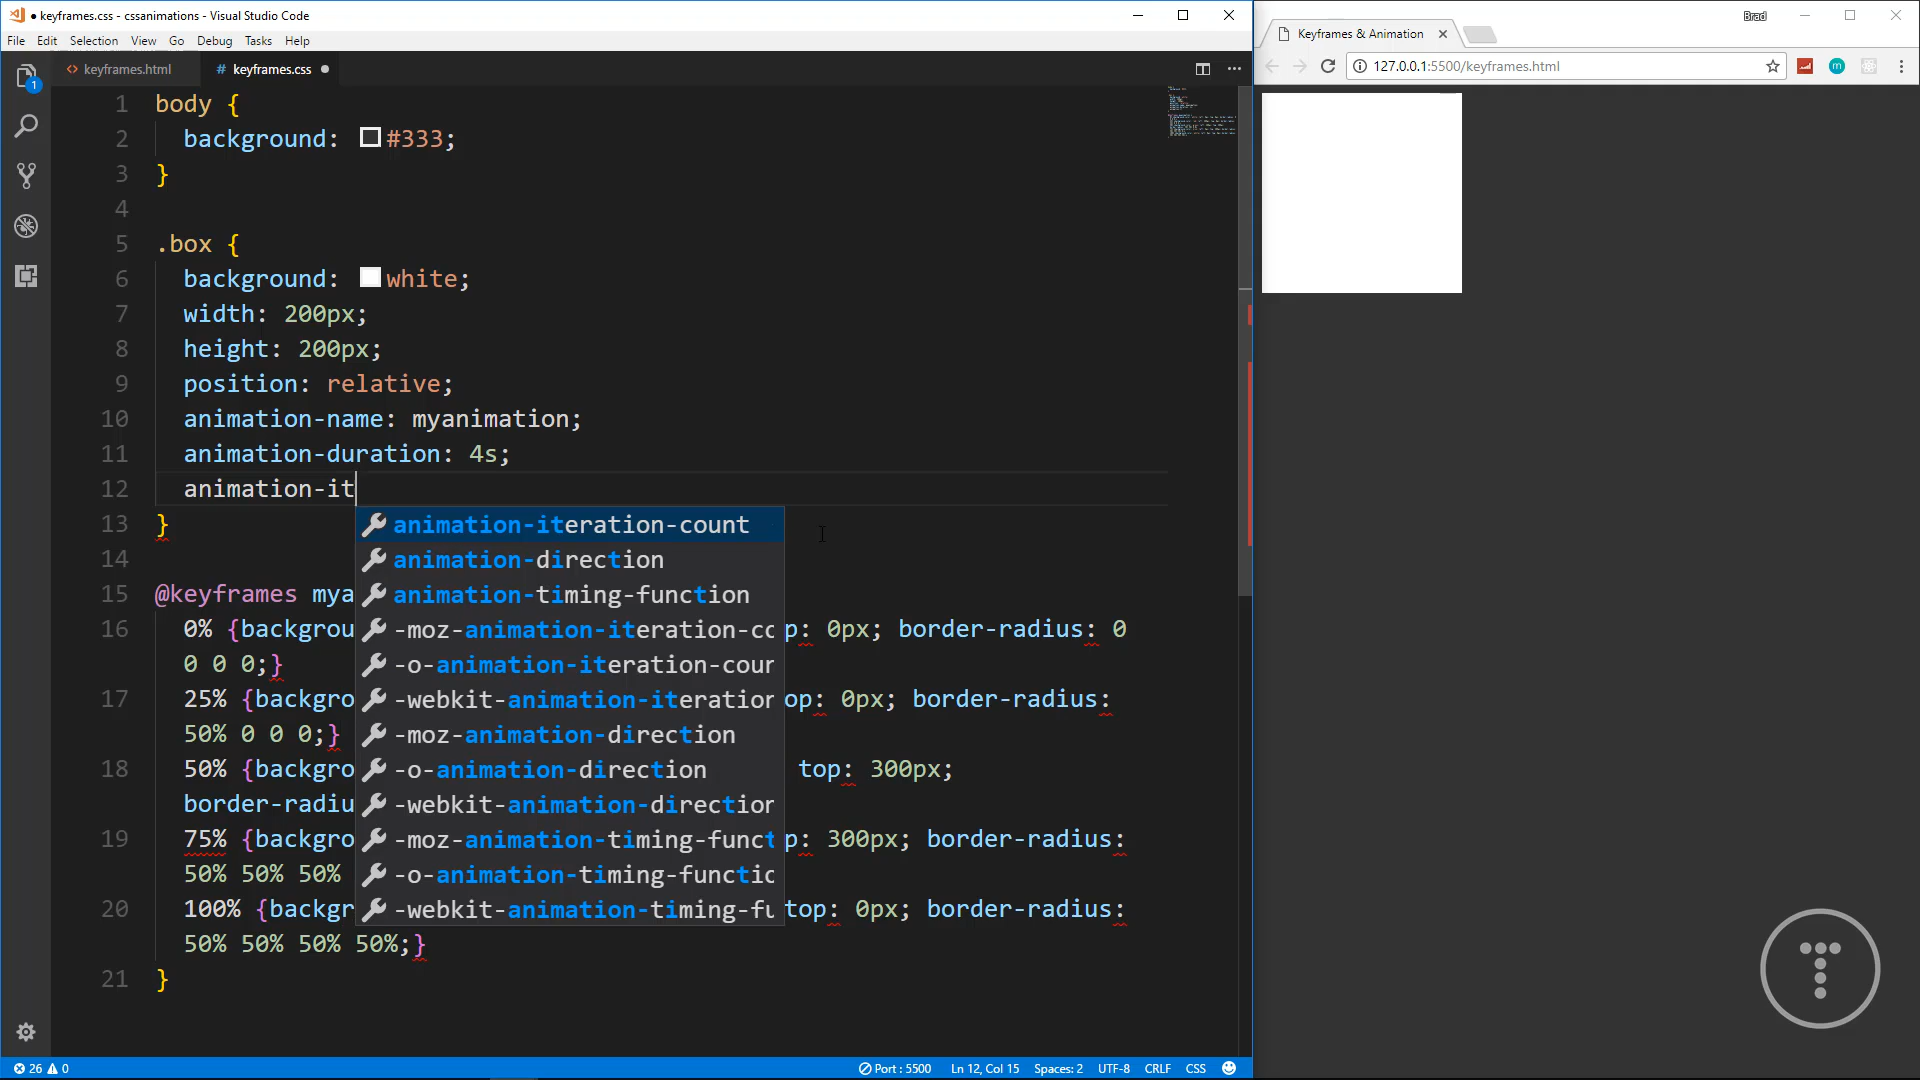 ● keyframes.css - cssanimations - Visual Studio Code
File Edit Selection View Go Debug Tasks Help
1
<> keyframes.html
# keyframes.css ●
1 body {
2 background: #333;
3 }
4
5 .box {
6 background: white;
7 width: 200px;
8 height: 200px;
9 position: relative;
10 animation-name: myanimation;
11 animation-duration: 4s;
12 animation-it
13 }
14
15 @keyframes mya
16 0% {backgrou p: 0px; border-radius: 0
0 0 0;}
17 25% {backgro op: 0px; border-radius:
50% 0 0 0;}
18 50% {backgro top: 300px;
border-radiu
19 75% {backgro p: 300px; border-radius:
50% 50% 50%
20 100% {backgr top: 0px; border-radius:
50% 50% 50% 50%;}
21 }
animation-iteration-count
animation-direction
animation-timing-function
-moz-animation-iteration-co
-o-animation-iteration-coun
-webkit-animation-iteration
-moz-animation-direction
-o-animation-direction
-webkit-animation-direction
-moz-animation-timing-funct
-o-animation-timing-functio
-webkit-animation-timing-fu
26 0
Port : 5500 Ln 12, Col 15 Spaces: 2 UTF-8 CRLF CSS
Brad
Keyframes & Animation
127.0.0.1:5500/keyframes.html
m
T